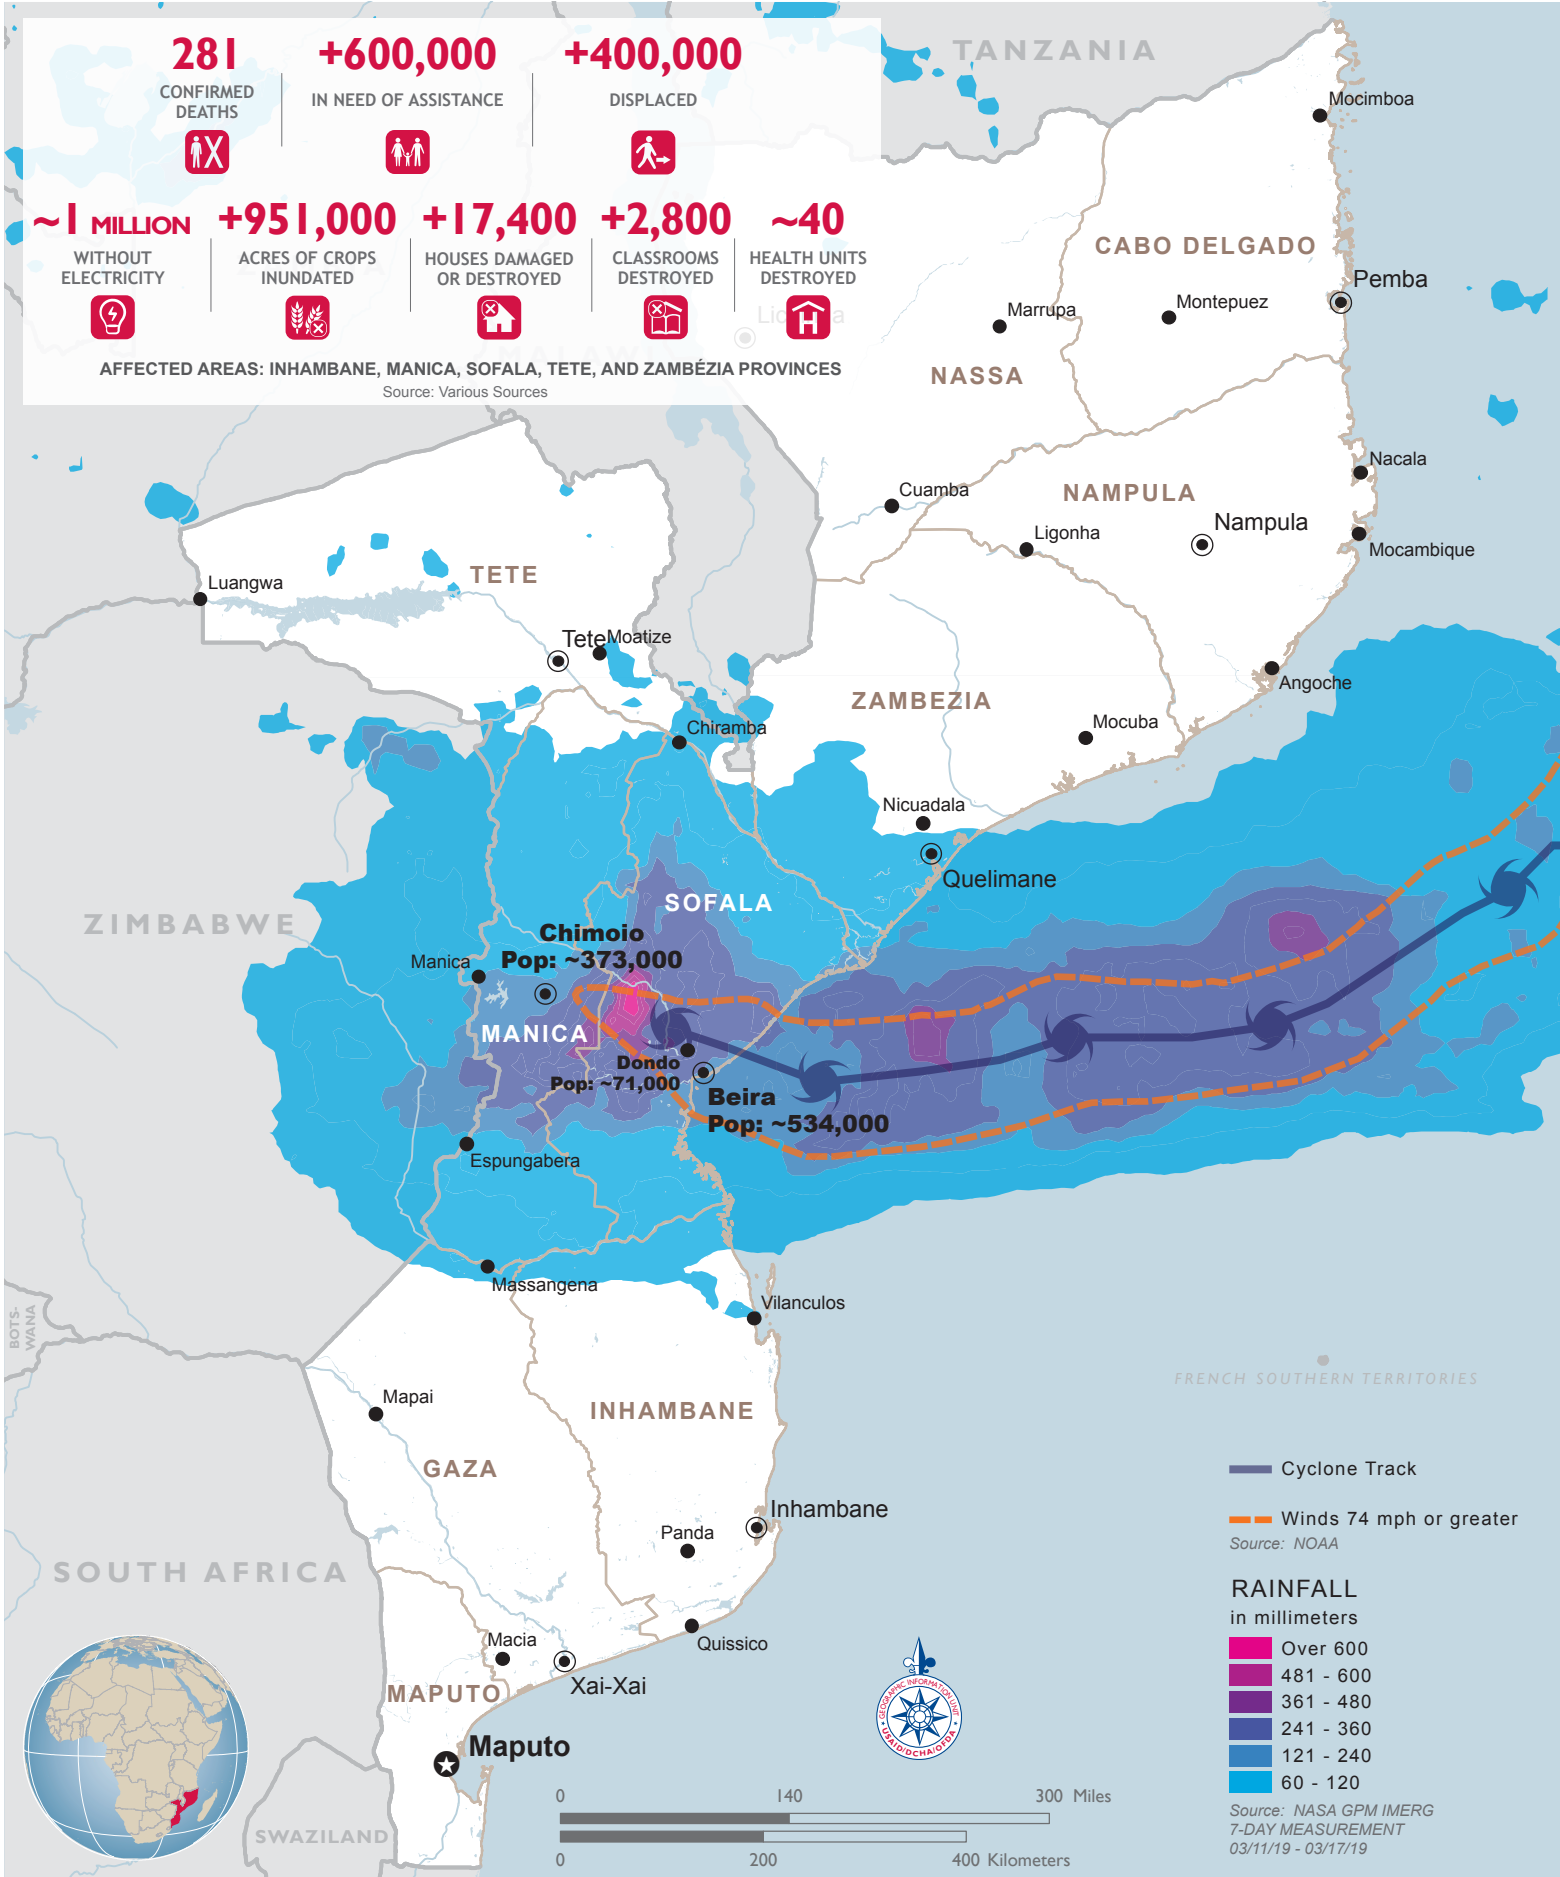 281
CONFIRMED
DEATHS
+600,000
IN NEED OF ASSISTANCE
+400,000
DISPLACED
~1 MILLION
WITHOUT
ELECTRICITY
+951,000
ACRES OF CROPS
INUNDATED
+17,400
HOUSES DAMAGED
OR DESTROYED
+2,800
CLASSROOMS
DESTROYED
~40
HEALTH UNITS
DESTROYED
AFFECTED AREAS: INHAMBANE, MANICA, SOFALA, TETE, AND ZAMBÉZIA PROVINCES
Source: Various Sources
MALAWI
TANZANIA
Mocimboa
CABO DELGADO
Pemba
Montepuez
Marrupa
NASSA
Nacala
NAMPULA
Cuamba
Nampula
Ligonha
Mocambique
TETE
Luangwa
Tete
Moatize
Angoche
ZAMBEZIA
Mocuba
Chiramba
Nicuadala
Quelimane
SOFALA
ZIMBABWE
Chimoio
Pop: ~373,000
Manica
MANICA
Dondo
Pop: ~71,000
Beira
Pop: ~534,000
Espungabera
Massangena
Vilanculos
BOTS-
WANA
FRENCH SOUTHERN TERRITORIES
Mapai
INHAMBANE
GAZA
Inhambane
Panda
SOUTH AFRICA
Quissico
Macia
Xai-Xai
MAPUTO
Maputo
SWAZILAND
GEOGRAPHIC INFORMATION UNIT
USAID/DCHA/OFDA
0 140 300 Miles
0 200 400 Kilometers
Cyclone Track
Winds 74 mph or greater
Source: NOAA
RAINFALL
in millimeters
Over 600
481 - 600
361 - 480
241 - 360
121 - 240
60 - 120
Source: NASA GPM IMERG
7-DAY MEASUREMENT
03/11/19 - 03/17/19